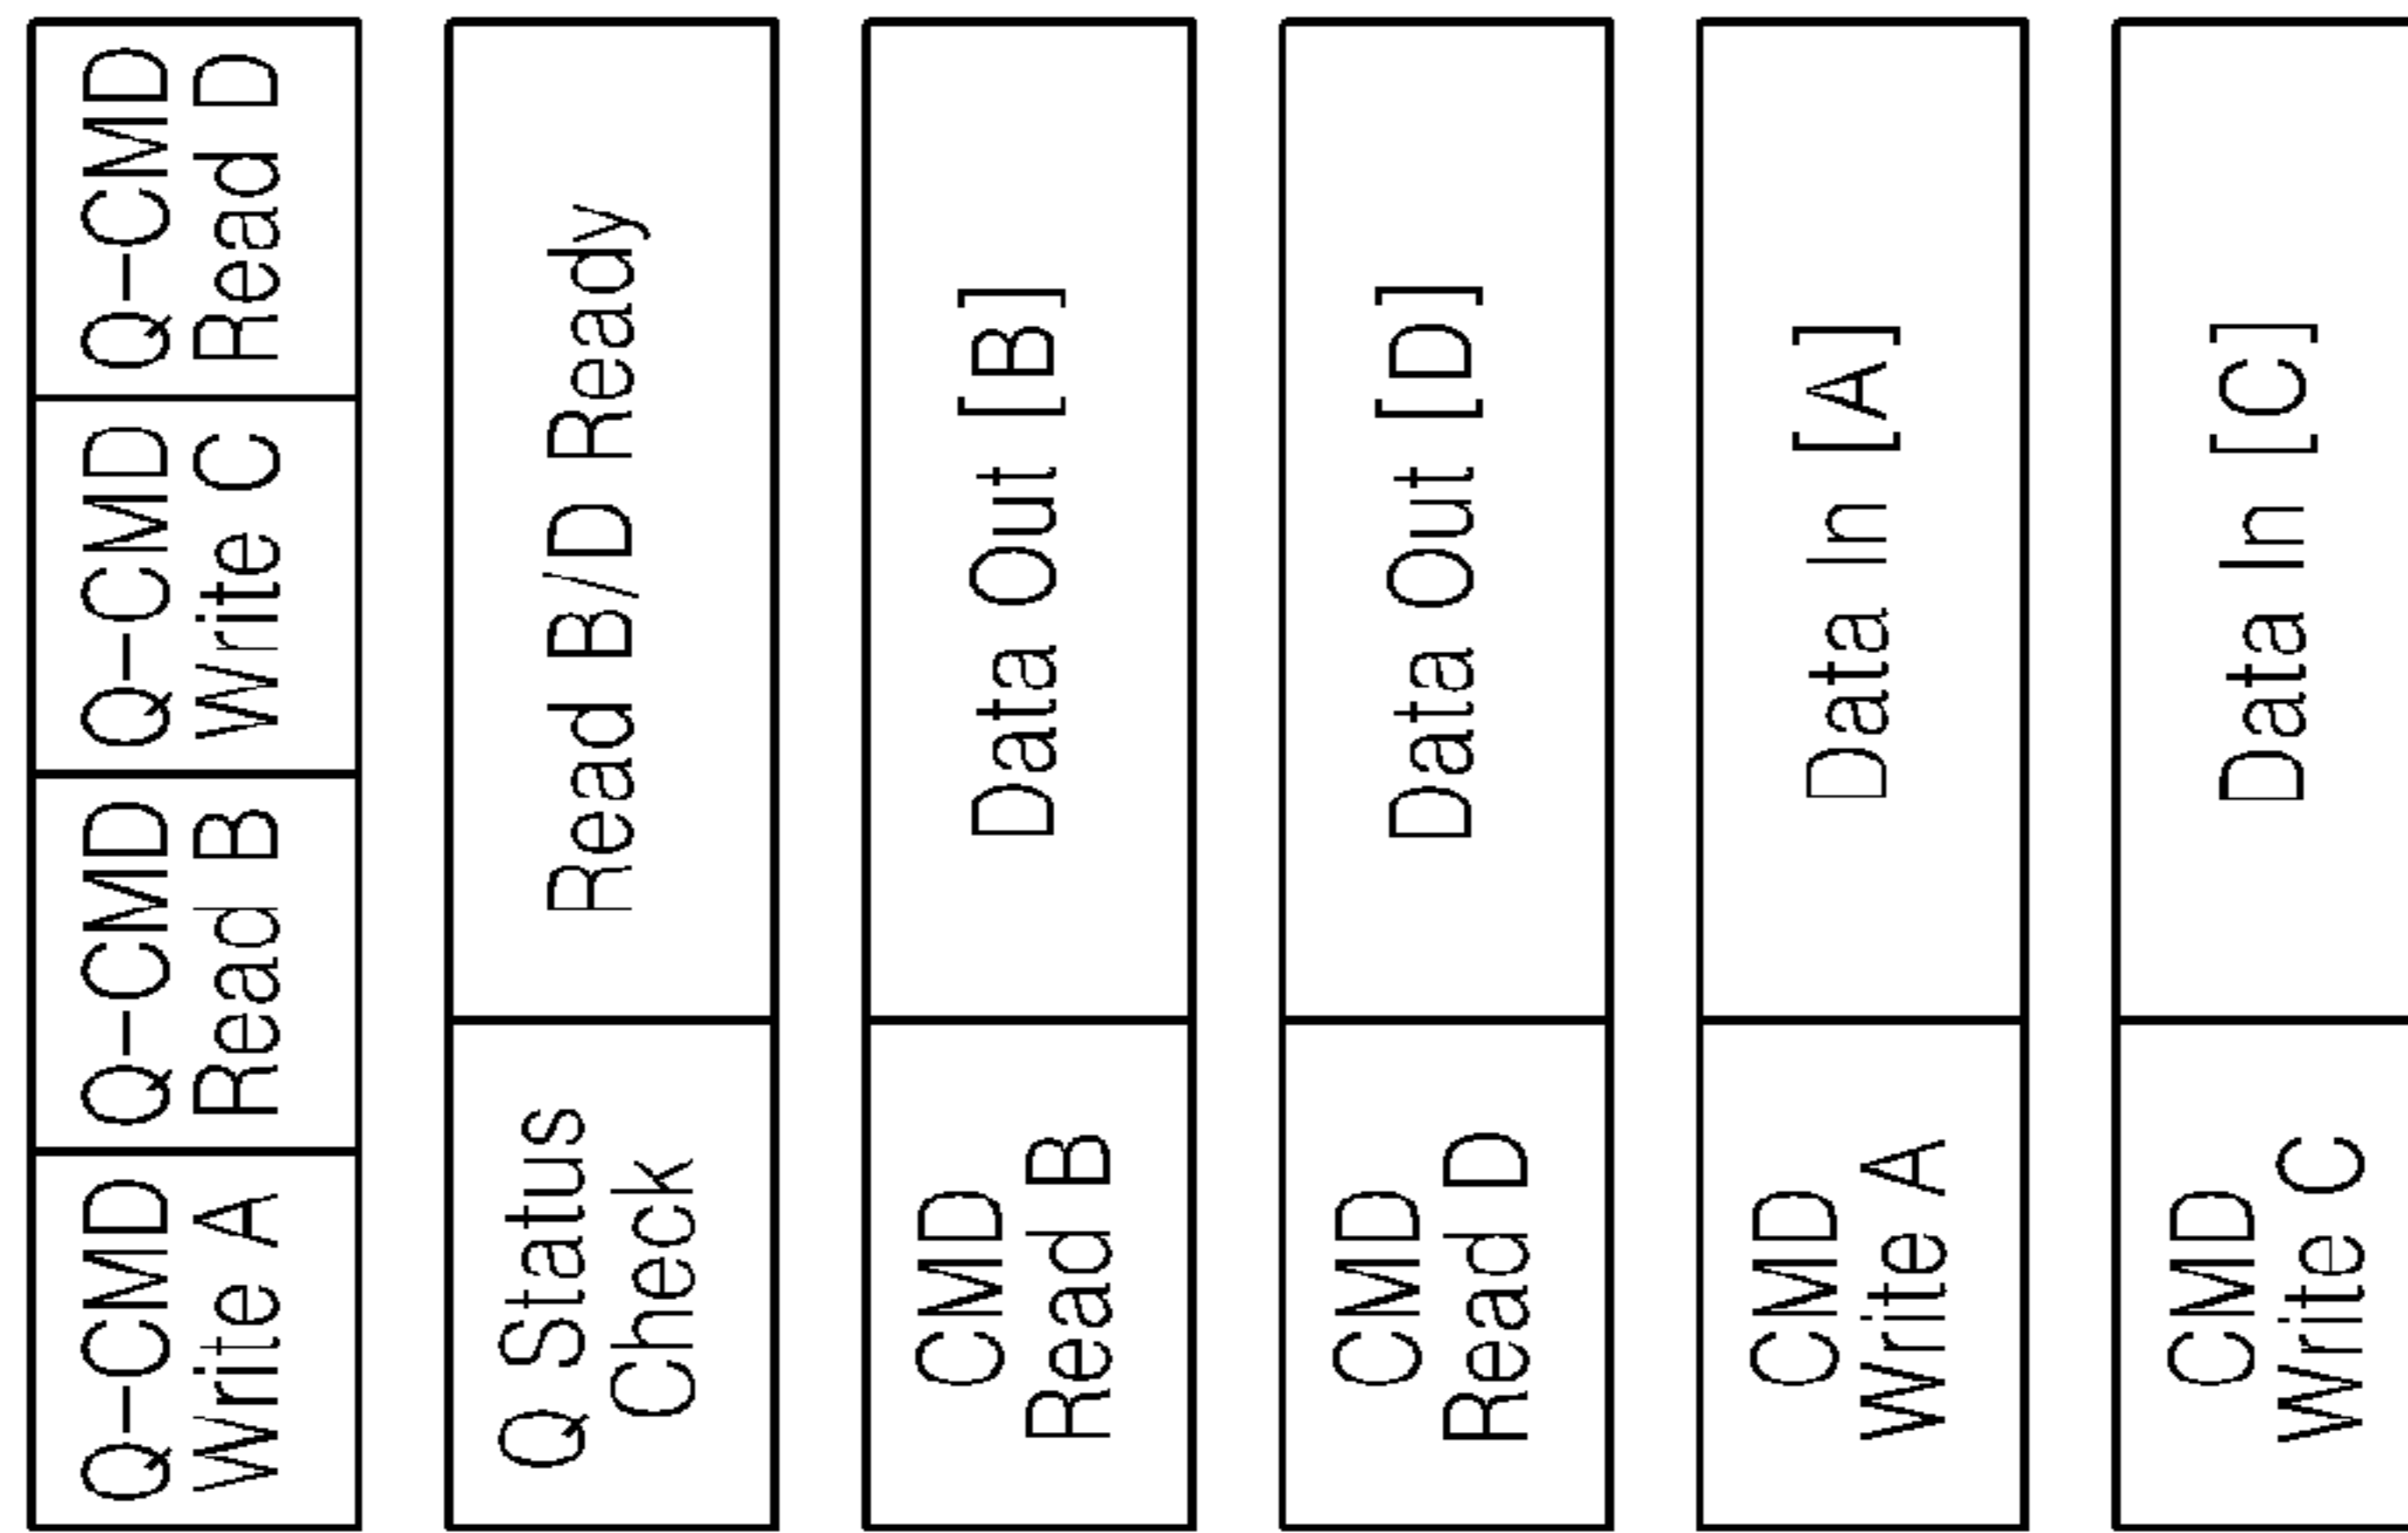 Q-CMD
Write A
Q-CMD
Read B
Q-CMD
Write C
Q-CMD
Read D
Q Status
Check
Read B/D Ready
CMD
Read B
Data Out [B]
CMD
Read D
Data Out [D]
CMD
Write A
Data In [A]
CMD
Write C
Data In [C]